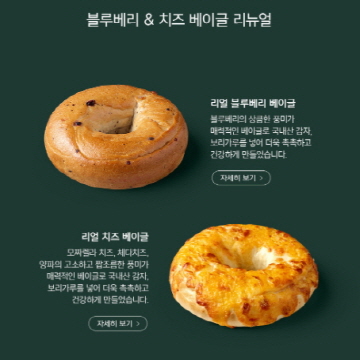 블루베리 & 치즈 베이글 리뉴얼
리얼 블루베리 베이글
블루베리의 상큼한 풍미가
매력적인 베이글로 국내산 감자,
보리가루를 넣어 더욱 촉촉하고
건강하게 만들었습니다.
자세히 보기 >
리얼 치즈 베이글
모짜렐라 치즈, 체다치즈,
양파의 고소하고 짭조름한 풍미가
매력적인 베이글로 국내산 감자,
보리가루를 넣어 더욱 촉촉하고
건강하게 만들었습니다.
자세히 보기 >